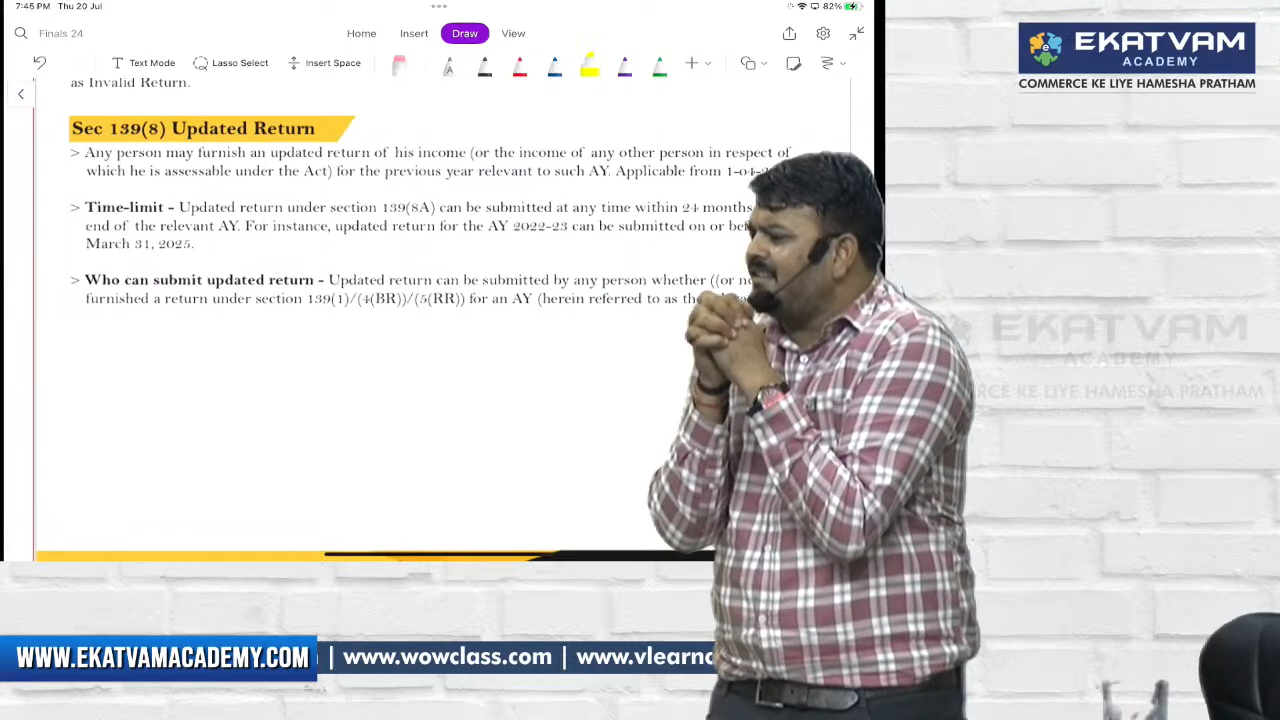 7:45 PM Thu 20 Jul
82%
Finals 24
Home Insert Draw View
Text Mode Lasso Select Insert Space
as Invalid Return.
Sec 139(8) Updated Return
> Any person may furnish an updated return of his income (or the income of any other person in respect of
which he is assessable under the Act) for the previous year relevant to such AY. Applicable from
> Time-limit - Updated return under section 139(8A) can be submitted at any time within 24 months
end of the relevant AY. For instance, updated return for the AY 2022-23 can be submitted on or
March 31, 2025.
> Who can submit updated return - Updated return can be submitted by any person whether ((or
furnished a return under section 139(1)/(4(BR))/(5(RR)) for an AY (herein referred to as the
EKATVAM
ACADEMY
COMMERCE KE LIYE HAMESHA PRATHAM
EKATVAM
ACADEMY
KE LIYE HAMESHA PRATHAM
WWW.EKATVAMACADEMY.COM | www.wowclass.com |